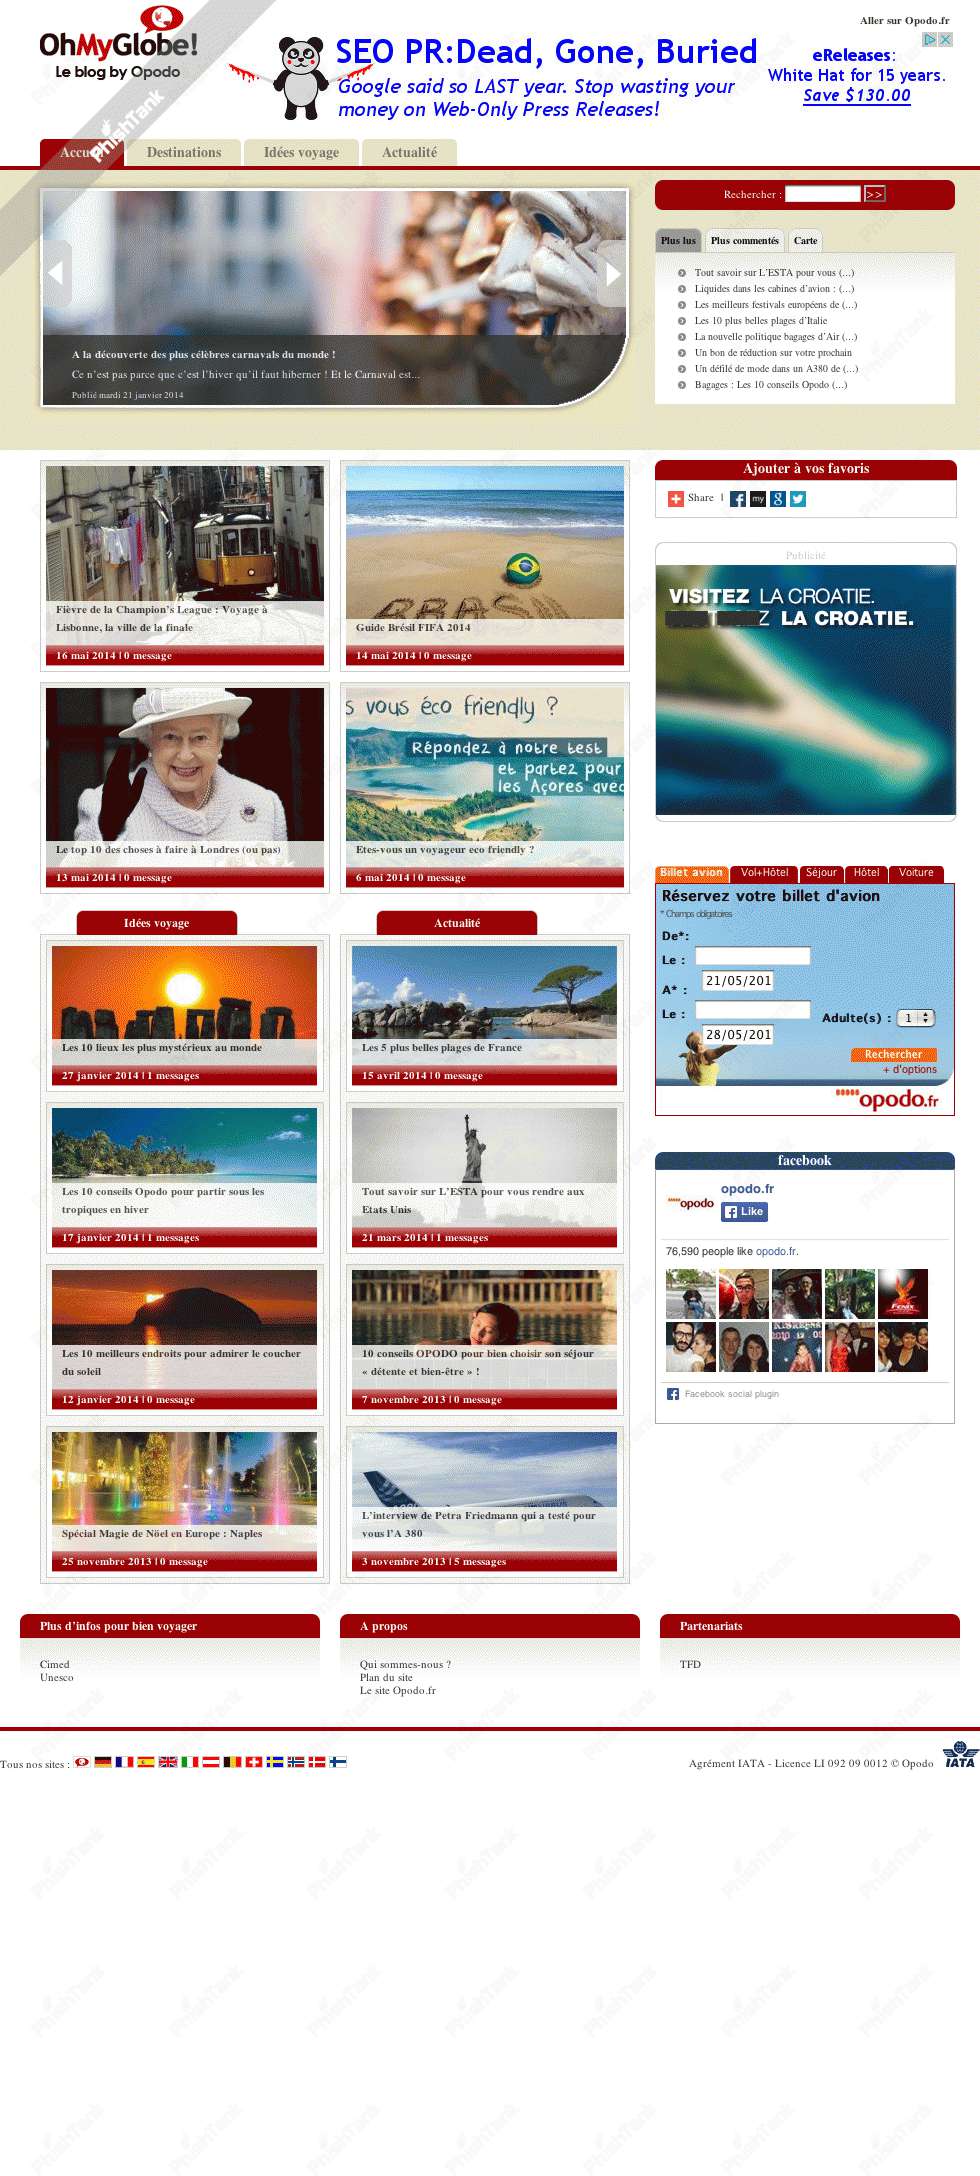 OhMyGlobe!
Le blog by Opodo
Aller sur Opodo.fr
SEO PR:Dead, Gone, Buried
Google said so LAST year. Stop wasting your
money on Web-Only Press Releases!
eReleases:
White Hat for 15 years.
Save $130.00
PhishTank
Destinations
Idées voyage
Actualité
Rechercher :
>>
Plus lus
Plus commentés
Carte
Tout savoir sur L'ESTA pour vous (...)
Liquides dans les cabines d'avion : (...)
Les meilleurs festivals européens de (...)
Les 10 plus belles plages d'Italie
La nouvelle politique bagages d'Air (...)
Un bon de réduction sur votre prochain
Un défilé de mode dans un A380 de (...)
Bagages : Les 10 conseils Opodo (...)
A la découverte des plus célèbres carnavals du monde !
Ce n'est pas parce que c'est l'hiver qu'il faut hiberner ! Et le Carnaval est...
Publié mardi 21 janvier 2014
Fièvre de la Champion's League : Voyage à
Lisbonne, la ville de la finale
16 mai 2014 | 0 message
BRASIL
Guide Brésil FIFA 2014
14 mai 2014 | 0 message
Ajouter à vos favoris
Share |
my
Publicité
VISITEZ LA CROATIE.
Z LA CROATIE.
Le top 10 des choses à faire à Londres (ou pas)
13 mai 2014 | 0 message
s vous éco friendly ?
Répondez à notre test
et partez pour
les Açores avec
Etes-vous un voyageur eco friendly ?
6 mai 2014 | 0 message
Billet avion
Vol+Hôtel
Séjour
Hôtel
Voiture
Réservez votre billet d'avion
* Champs obligatoires
De*:
Le :
21/05/201
A* :
Le :
28/05/201
Adulte(s) : 1
Rechercher
+ d'options
opodo.fr
Idées voyage
Les 10 lieux les plus mystérieux au monde
27 janvier 2014 | 1 messages
Les 10 conseils Opodo pour partir sous les
tropiques en hiver
17 janvier 2014 | 1 messages
Les 10 meilleurs endroits pour admirer le coucher
du soleil
12 janvier 2014 | 0 message
Spécial Magie de Nöel en Europe : Naples
25 novembre 2013 | 0 message
Actualité
Les 5 plus belles plages de France
15 avril 2014 | 0 message
Tout savoir sur L'ESTA pour vous rendre aux
Etats Unis
21 mars 2014 | 1 messages
10 conseils OPODO pour bien choisir son séjour
« détente et bien-être » !
7 novembre 2013 | 0 message
L'interview de Petra Friedmann qui a testé pour
vous l'A 380
3 novembre 2013 | 5 messages
facebook
opodo
opodo.fr
Like
76,590 people like opodo.fr.
Facebook social plugin
Plus d'infos pour bien voyager
Cimed
Unesco
A propos
Qui sommes-nous ?
Plan du site
Le site Opodo.fr
Partenariats
TFD
Tous nos sites :
Agrément IATA - Licence LI 092 09 0012 © Opodo
IATA